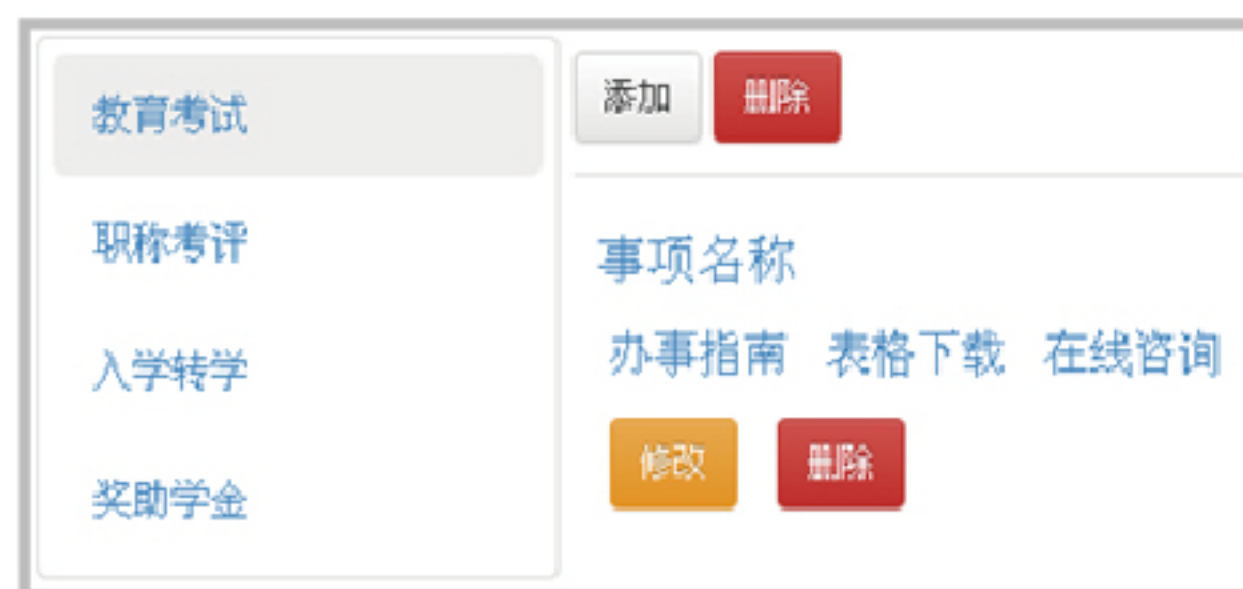 教育考试
职称考评
入学转学
奖助学金
添加 删除
事项名称
办事指南 表格下载 在线咨询
修改 删除